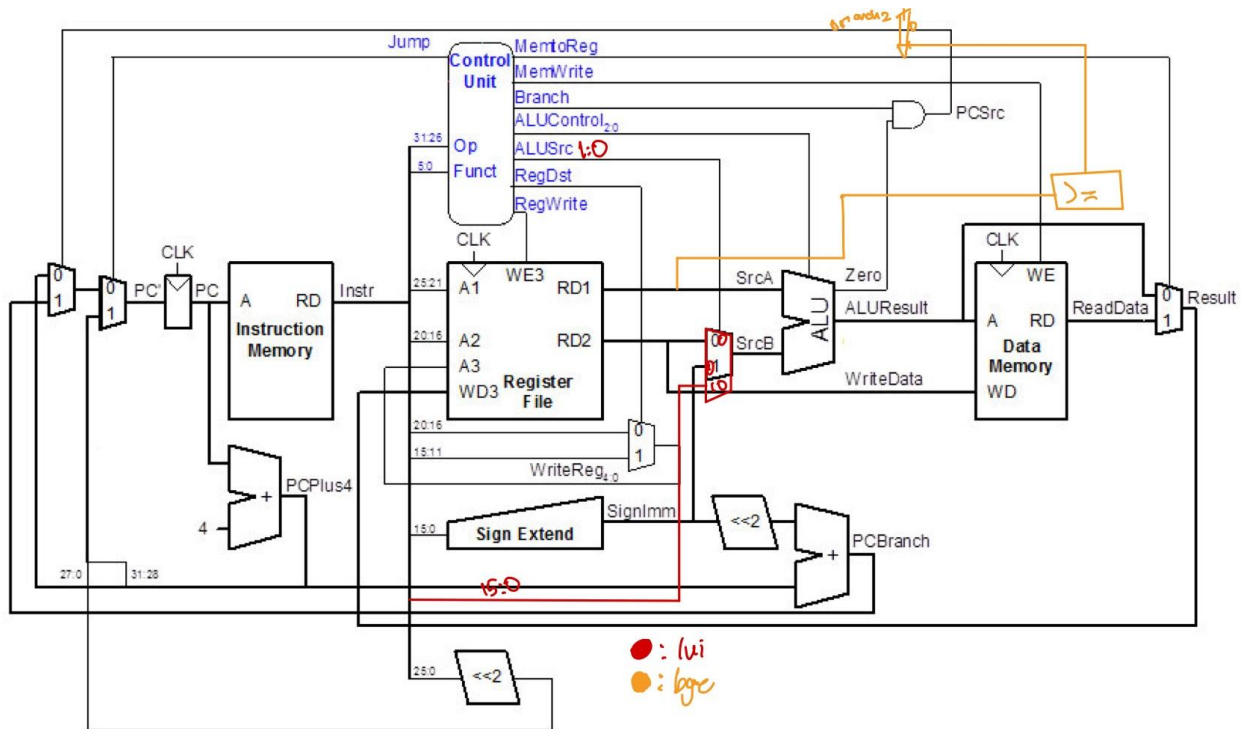 Jump
Control
Unit
MemtoReg
MemWrite
Branch
ALUControl2:0
ALUSrc 1:0
RegDst
RegWrite
31:26
Op
5:0
Funct
PCSrc
>=
CLK
CLK
CLK
0
1
0
1
PC'
PC
A
RD
Instr
Instruction
Memory
25:21
A1
WE3
RD1
20:16
A2
RD2
A3
WD3
Register
File
SrcA
0
1
10
SrcB
ALU
Zero
ALUResult
WriteData
WE
A
RD
Data
Memory
WD
ReadData
0
1
Result
20:16
0
15:11
1
WriteReg4:0
PCPlus4
+
4
SignImm
15:0
Sign Extend
<<2
+
PCBranch
27:0
31:28
15:0
25:0
<<2
: lui
: bge